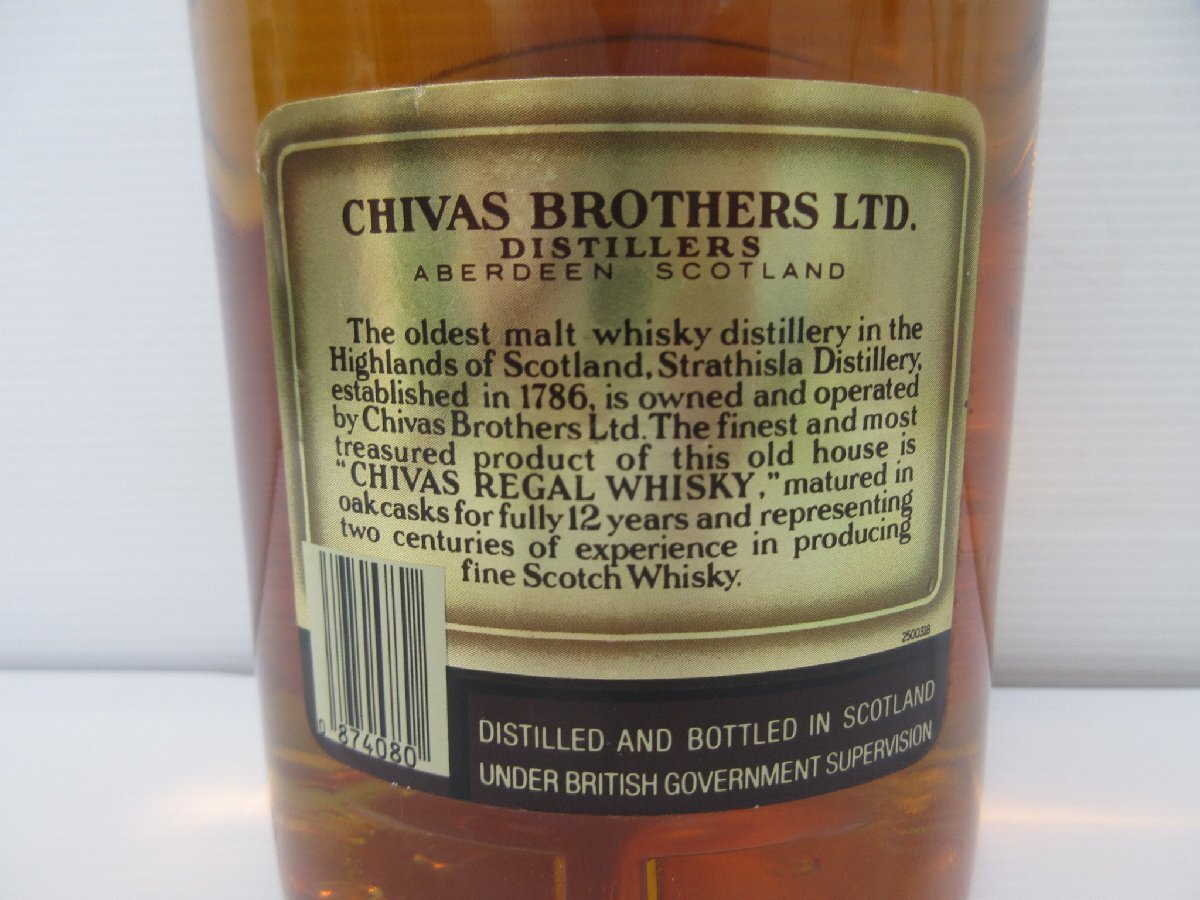 CHIVAS BROTHERS LTD.
DISTILLERS
ABERDEEN SCOTLAND
The oldest malt whisky distillery in the
Highlands of Scotland, Strathisla Distillery,
established in 1786, is owned and operated
by Chivas Brothers Ltd. The finest and most
treasured product of this old house is
"CHIVAS REGAL WHISKY," matured in
oak casks for fully 12 years and representing
two centuries of experience in producing
fine Scotch Whisky.
2500318
0 874080
DISTILLED AND BOTTLED IN SCOTLAND
UNDER BRITISH GOVERNMENT SUPERVISION